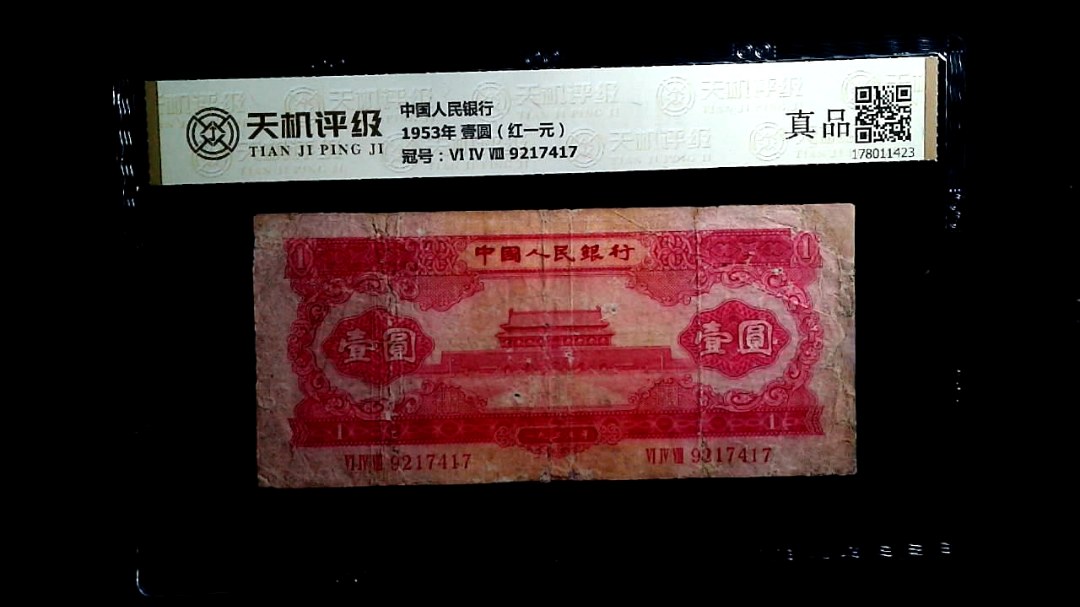 天机评级
TIAN JI PING JI
中国人民银行
1953年 壹圆（红一元）
冠号：VI IV VIII 9217417
真品
178011423
1
中國人民銀行
1
壹圓
壹圓
1
1
VI IV VIII 9217417
VI IV VIII 9217417